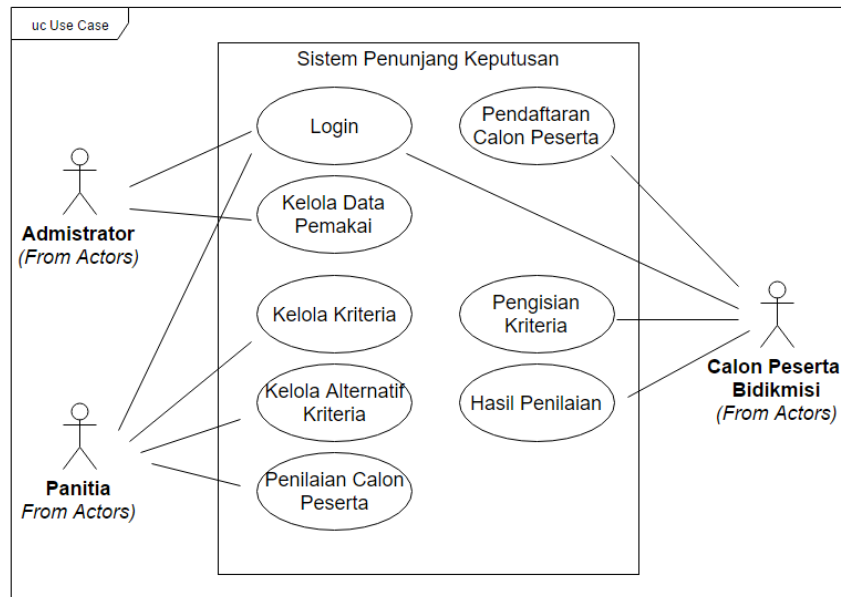 uc Use Case
Sistem Penunjang Keputusan
Login
Pendaftaran
Calon Peserta
Kelola Data
Pemakai
Admistrator
(From Actors)
Kelola Kriteria
Pengisian
Kriteria
Calon Peserta
Bidikmisi
(From Actors)
Kelola Alternatif
Kriteria
Hasil Penilaian
Penilaian Calon
Peserta
Panitia
From Actors)